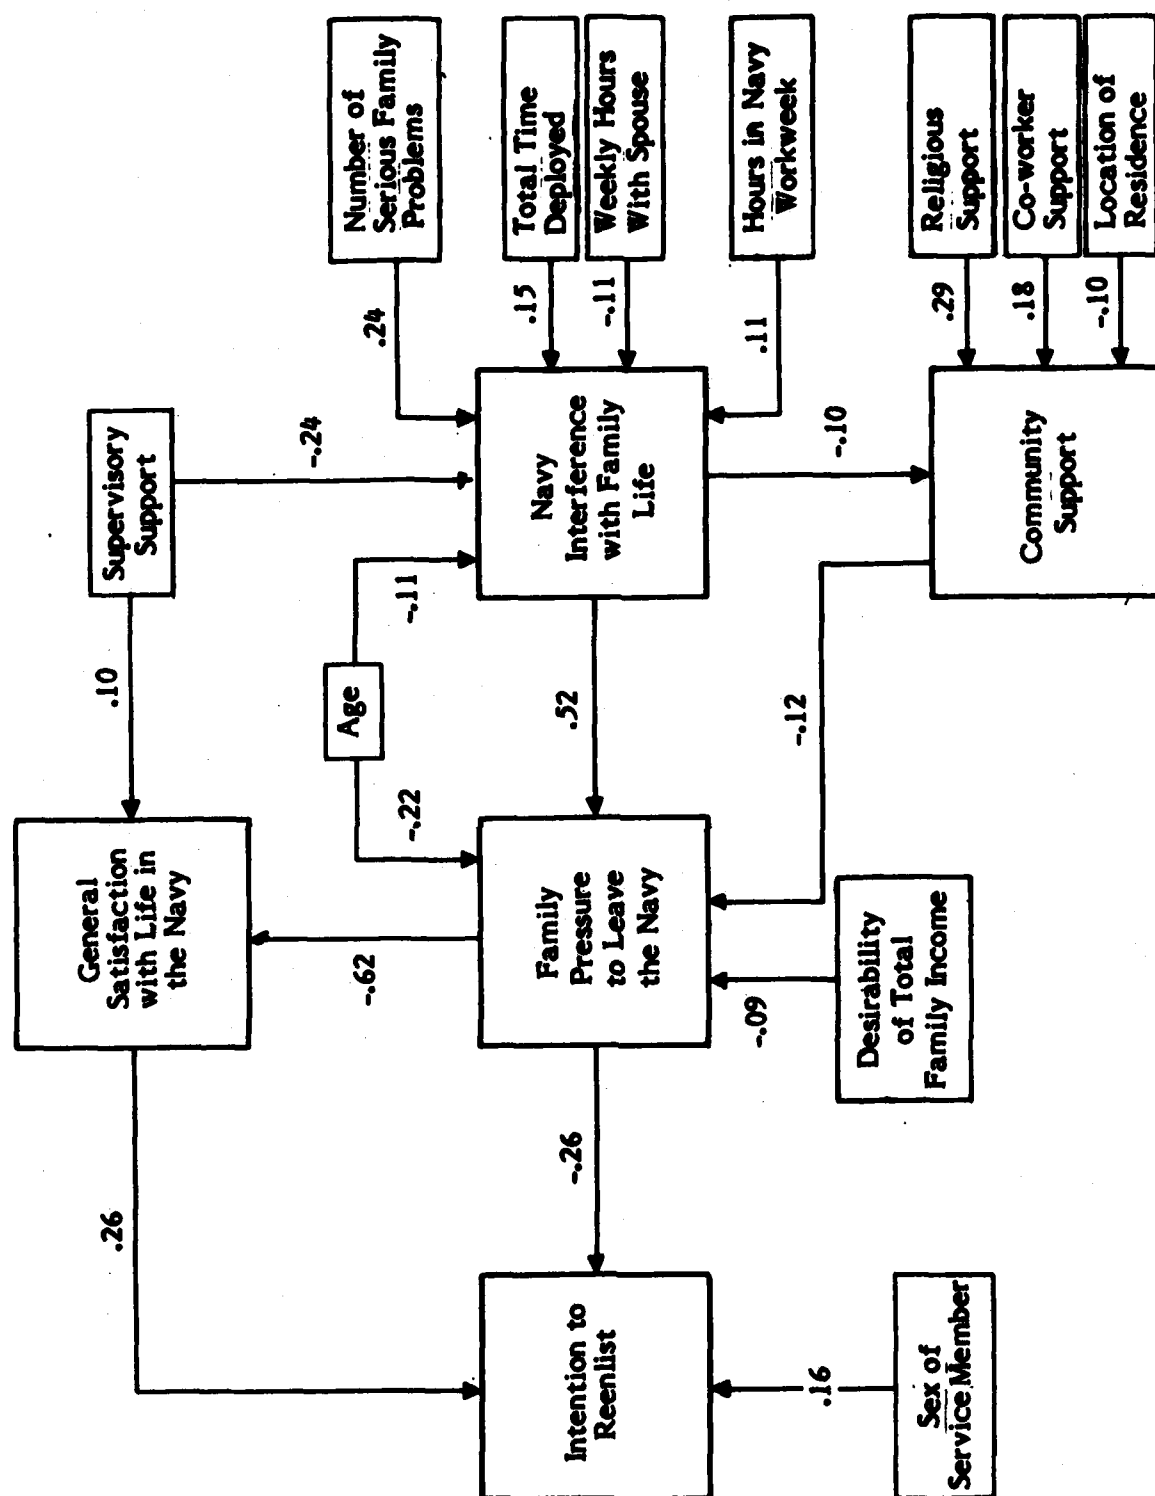 Number of
Serious Family
Problems
Total Time
Deployed
Weekly Hours
With Spouse
Hours in Navy
Workweek
Religious
Support
Co-worker
Support
Location of
Residence
.24
.15
-.11
.11
.29
.18
-.10
Supervisory
Support
-.24
Navy
Interference
with Family
Life
-.10
Community
Support
.10
Age
-.11
-.22
.52
-.12
General
Satisfaction
with Life in
the Navy
-.62
Family
Pressure
to Leave
the Navy
-.09
Desirability
of Total
Family Income
.26
-.26
Intention to
Reenlist
.16
Sex of
Service Member